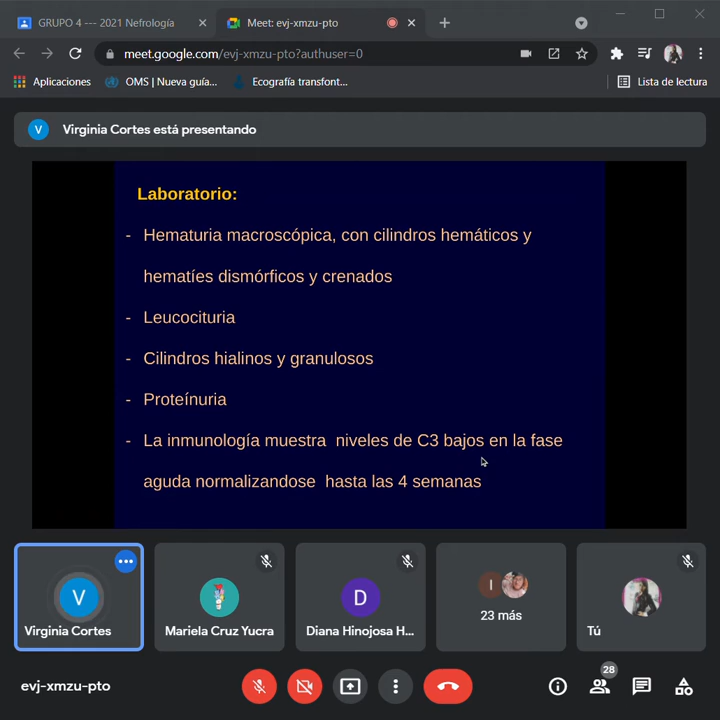 GRUPO 4 --- 2021 Nefrología
Meet: evj-xmzu-pto
meet.google.com/evj-xmzu-pto?authuser=0
Aplicaciones
OMS | Nueva guía...
Ecografía transfont...
Lista de lectura
V
Virginia Cortes está presentando
Laboratorio:
- Hematuria macroscópica, con cilindros hemáticos y
hematíes dismórficos y crenados
- Leucocituria
- Cilindros hialinos y granulosos
- Proteínuria
- La inmunología muestra niveles de C3 bajos en la fase
aguda normalizandose hasta las 4 semanas
V
D
I
Virginia Cortes
Mariela Cruz Yucra
Diana Hinojosa H...
23 más
Tú
evj-xmzu-pto
28